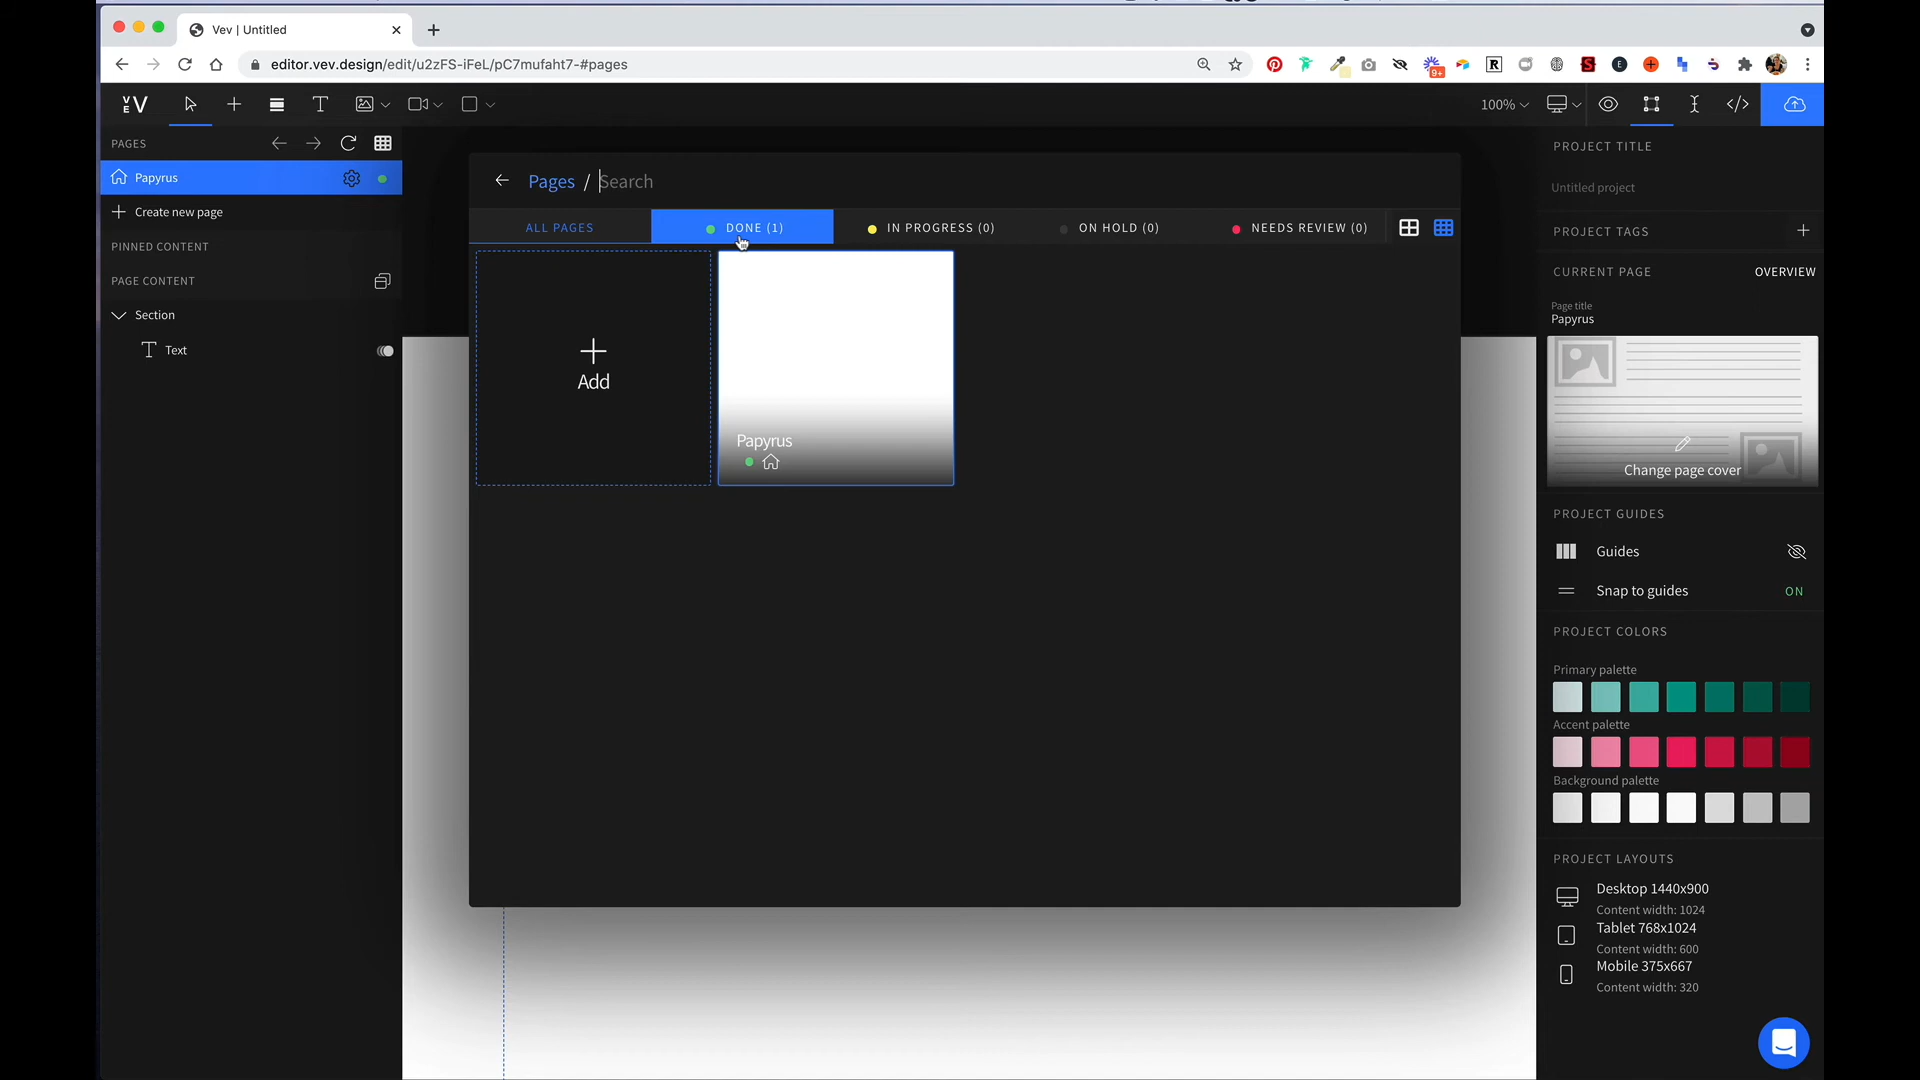 Vev | Untitled
editor.vev.design/edit/u2zFS-iFeL/pC7mufaht7-#pages
9+
VEV
100%
PAGES
Papyrus
Create new page
PINNED CONTENT
PAGE CONTENT
Section
Text
Pages / Search
ALL PAGES
DONE (1)
IN PROGRESS (0)
ON HOLD (0)
NEEDS REVIEW (0)
Add
Papyrus
PROJECT TITLE
Untitled project
PROJECT TAGS
CURRENT PAGE
OVERVIEW
Page title
Papyrus
Change page cover
PROJECT GUIDES
Guides
Snap to guides
ON
PROJECT COLORS
Primary palette
Accent palette
Background palette
PROJECT LAYOUTS
Desktop 1440x900
Content width: 1024
Tablet 768x1024
Content width: 600
Mobile 375x667
Content width: 320